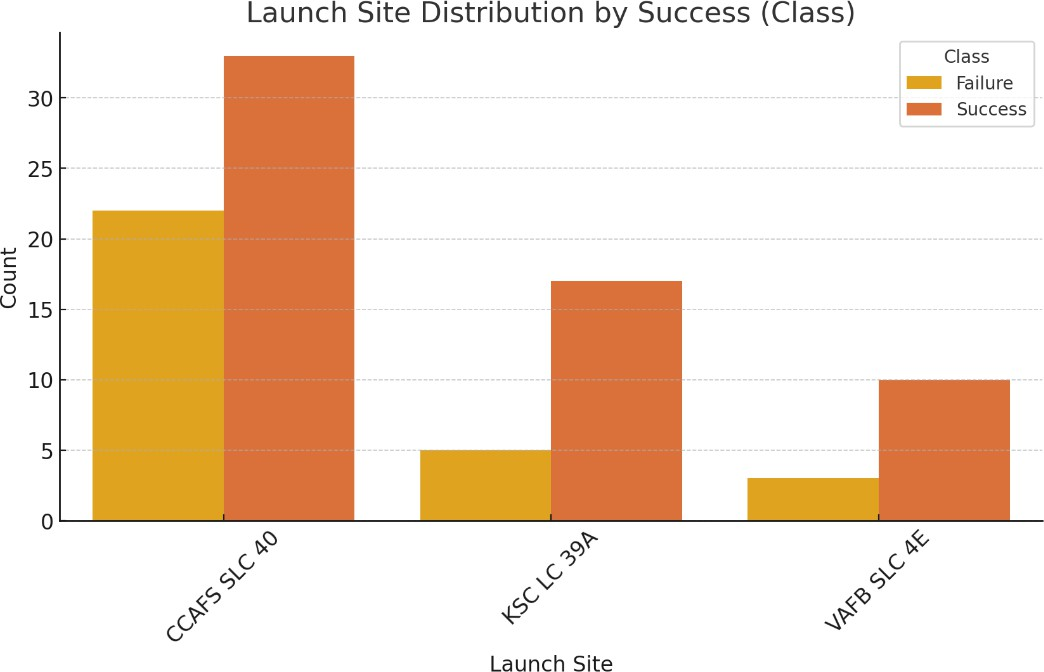 Launch Site Distribution by Success (Class)
Class
Failure
Success
Count
30
25
20
15
10
5
0
CCAFS SLC 40
KSC LC 39A
VAFB SLC 4E
Launch Site